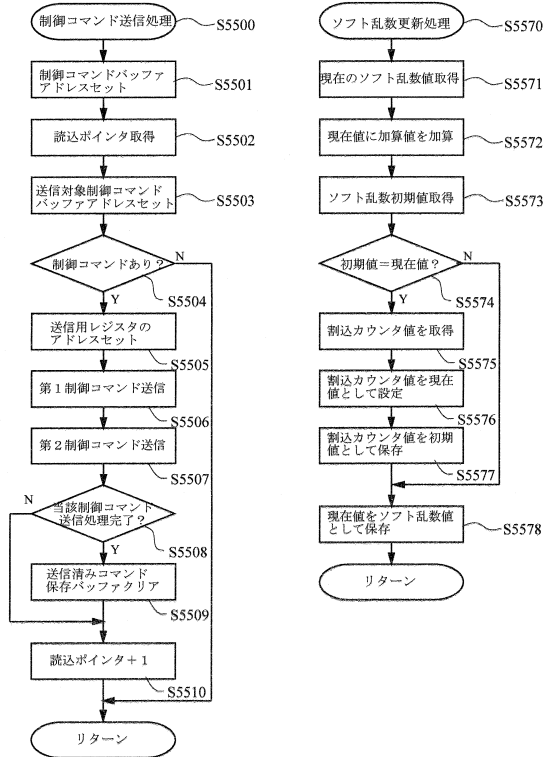 制御コマンド送信処理
S5500
制御コマンドバッファ
アドレスセット
S5501
読込ポインタ取得
S5502
送信対象制御コマンド
バッファアドレスセット
S5503
制御コマンドあり？
N
S5504
Y
送信用レジスタの
アドレスセット
S5505
第１制御コマンド送信
S5506
第２制御コマンド送信
S5507
N
当該制御コマンド
送信処理完了？
S5508
Y
送信済みコマンド
保存バッファクリア
S5509
読込ポインタ＋１
S5510
リターン
ソフト乱数更新処理
S5570
現在のソフト乱数値取得
S5571
現在値に加算値を加算
S5572
ソフト乱数初期値取得
S5573
初期値＝現在値？
N
S5574
Y
割込カウンタ値を取得
S5575
割込カウンタ値を現在
値として設定
S5576
割込カウンタ値を初期
値として保存
S5577
現在値をソフト乱数値
として保存
S5578
リターン